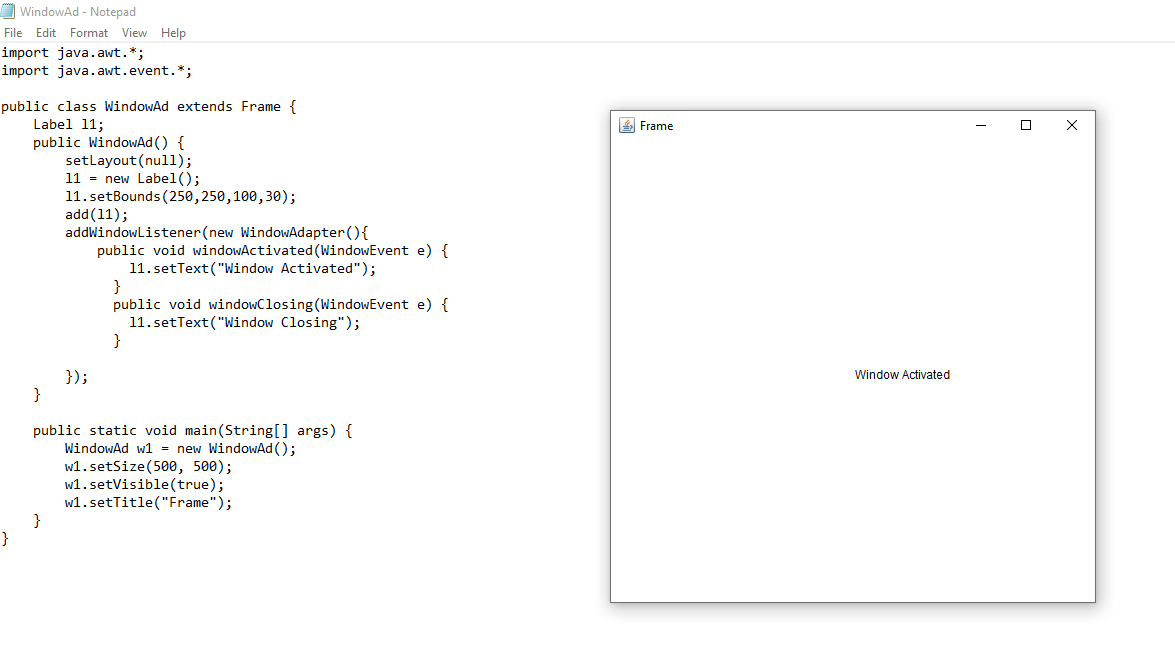 WindowAd - Notepad
File Edit Format View Help
import java.awt.*;
import java.awt.event.*;
public class WindowAd extends Frame {
    Label l1;
    public WindowAd() {
        setLayout(null);
        l1 = new Label();
        l1.setBounds(250,250,100,30);
        add(l1);
        addWindowListener(new WindowAdapter(){
            public void windowActivated(WindowEvent e) {
                l1.setText("Window Activated");
              }
              public void windowClosing(WindowEvent e) {
                l1.setText("Window Closing");
              }
        });
    }
    public static void main(String[] args) {
        WindowAd w1 = new WindowAd();
        w1.setSize(500, 500);
        w1.setVisible(true);
        w1.setTitle("Frame");
    }
}
Frame
Window Activated